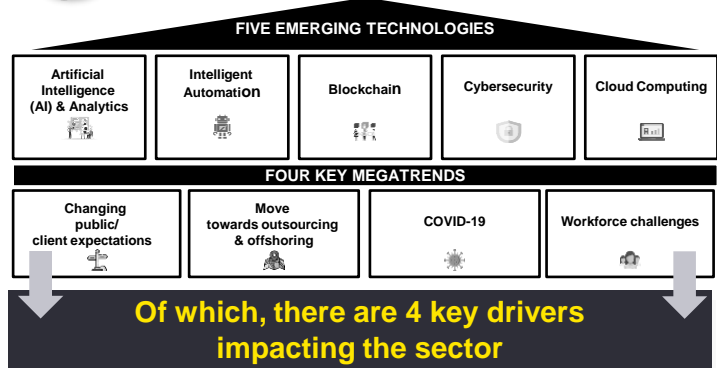 FIVE EMERGING TECHNOLOGIES
Artificial
Intelligence
(AI) & Analytics
Intelligent
Automation
Blockchain
Cybersecurity
Cloud Computing
FOUR KEY MEGATRENDS
Changing
public/
client expectations
Move
towards outsourcing
& offshoring
COVID-19
Workforce challenges
Of which, there are 4 key drivers
impacting the sector